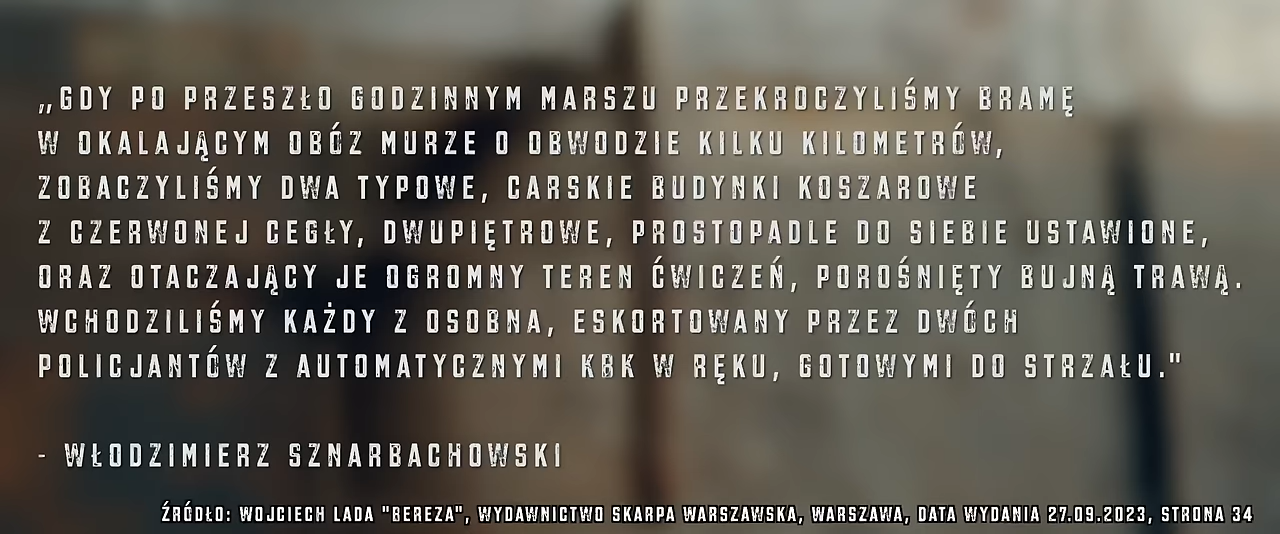 „GDY PO PRZESZŁO GODZINNYM MARSZU PRZEKROCZYLIŚMY BRAMĘ
W OKALAJĄCYM OBÓZ MURZE O OBWODZIE KILKU KILOMETRÓW,
ZOBACZYLIŚMY DWA TYPOWE, CARSKIE BUDYNKI KOSZAROWE
Z CZERWONEJ CEGŁY, DWUPIĘTROWE, PROSTOPADLE DO SIEBIE USTAWIONE,
ORAZ OTACZAJĄCY JE OGROMNY TEREN ĆWICZEŃ, POROŚNIĘTY BUJNĄ TRAWĄ.
WCHODZILIŚMY KAŻDY Z OSOBNA, ESKORTOWANY PRZEZ DWÓCH
POLICJANTÓW Z AUTOMATYCZNYMI KBK W RĘKU, GOTOWYMI DO STRZAŁU."
- WŁODZIMIERZ SZNARBACHOWSKI
ŹRÓDŁO: WOJCIECH LADA "BEREZA", WYDAWNICTWO SKARPA WARSZAWSKA, WARSZAWA, DATA WYDANIA 27.09.2023, STRONA 34